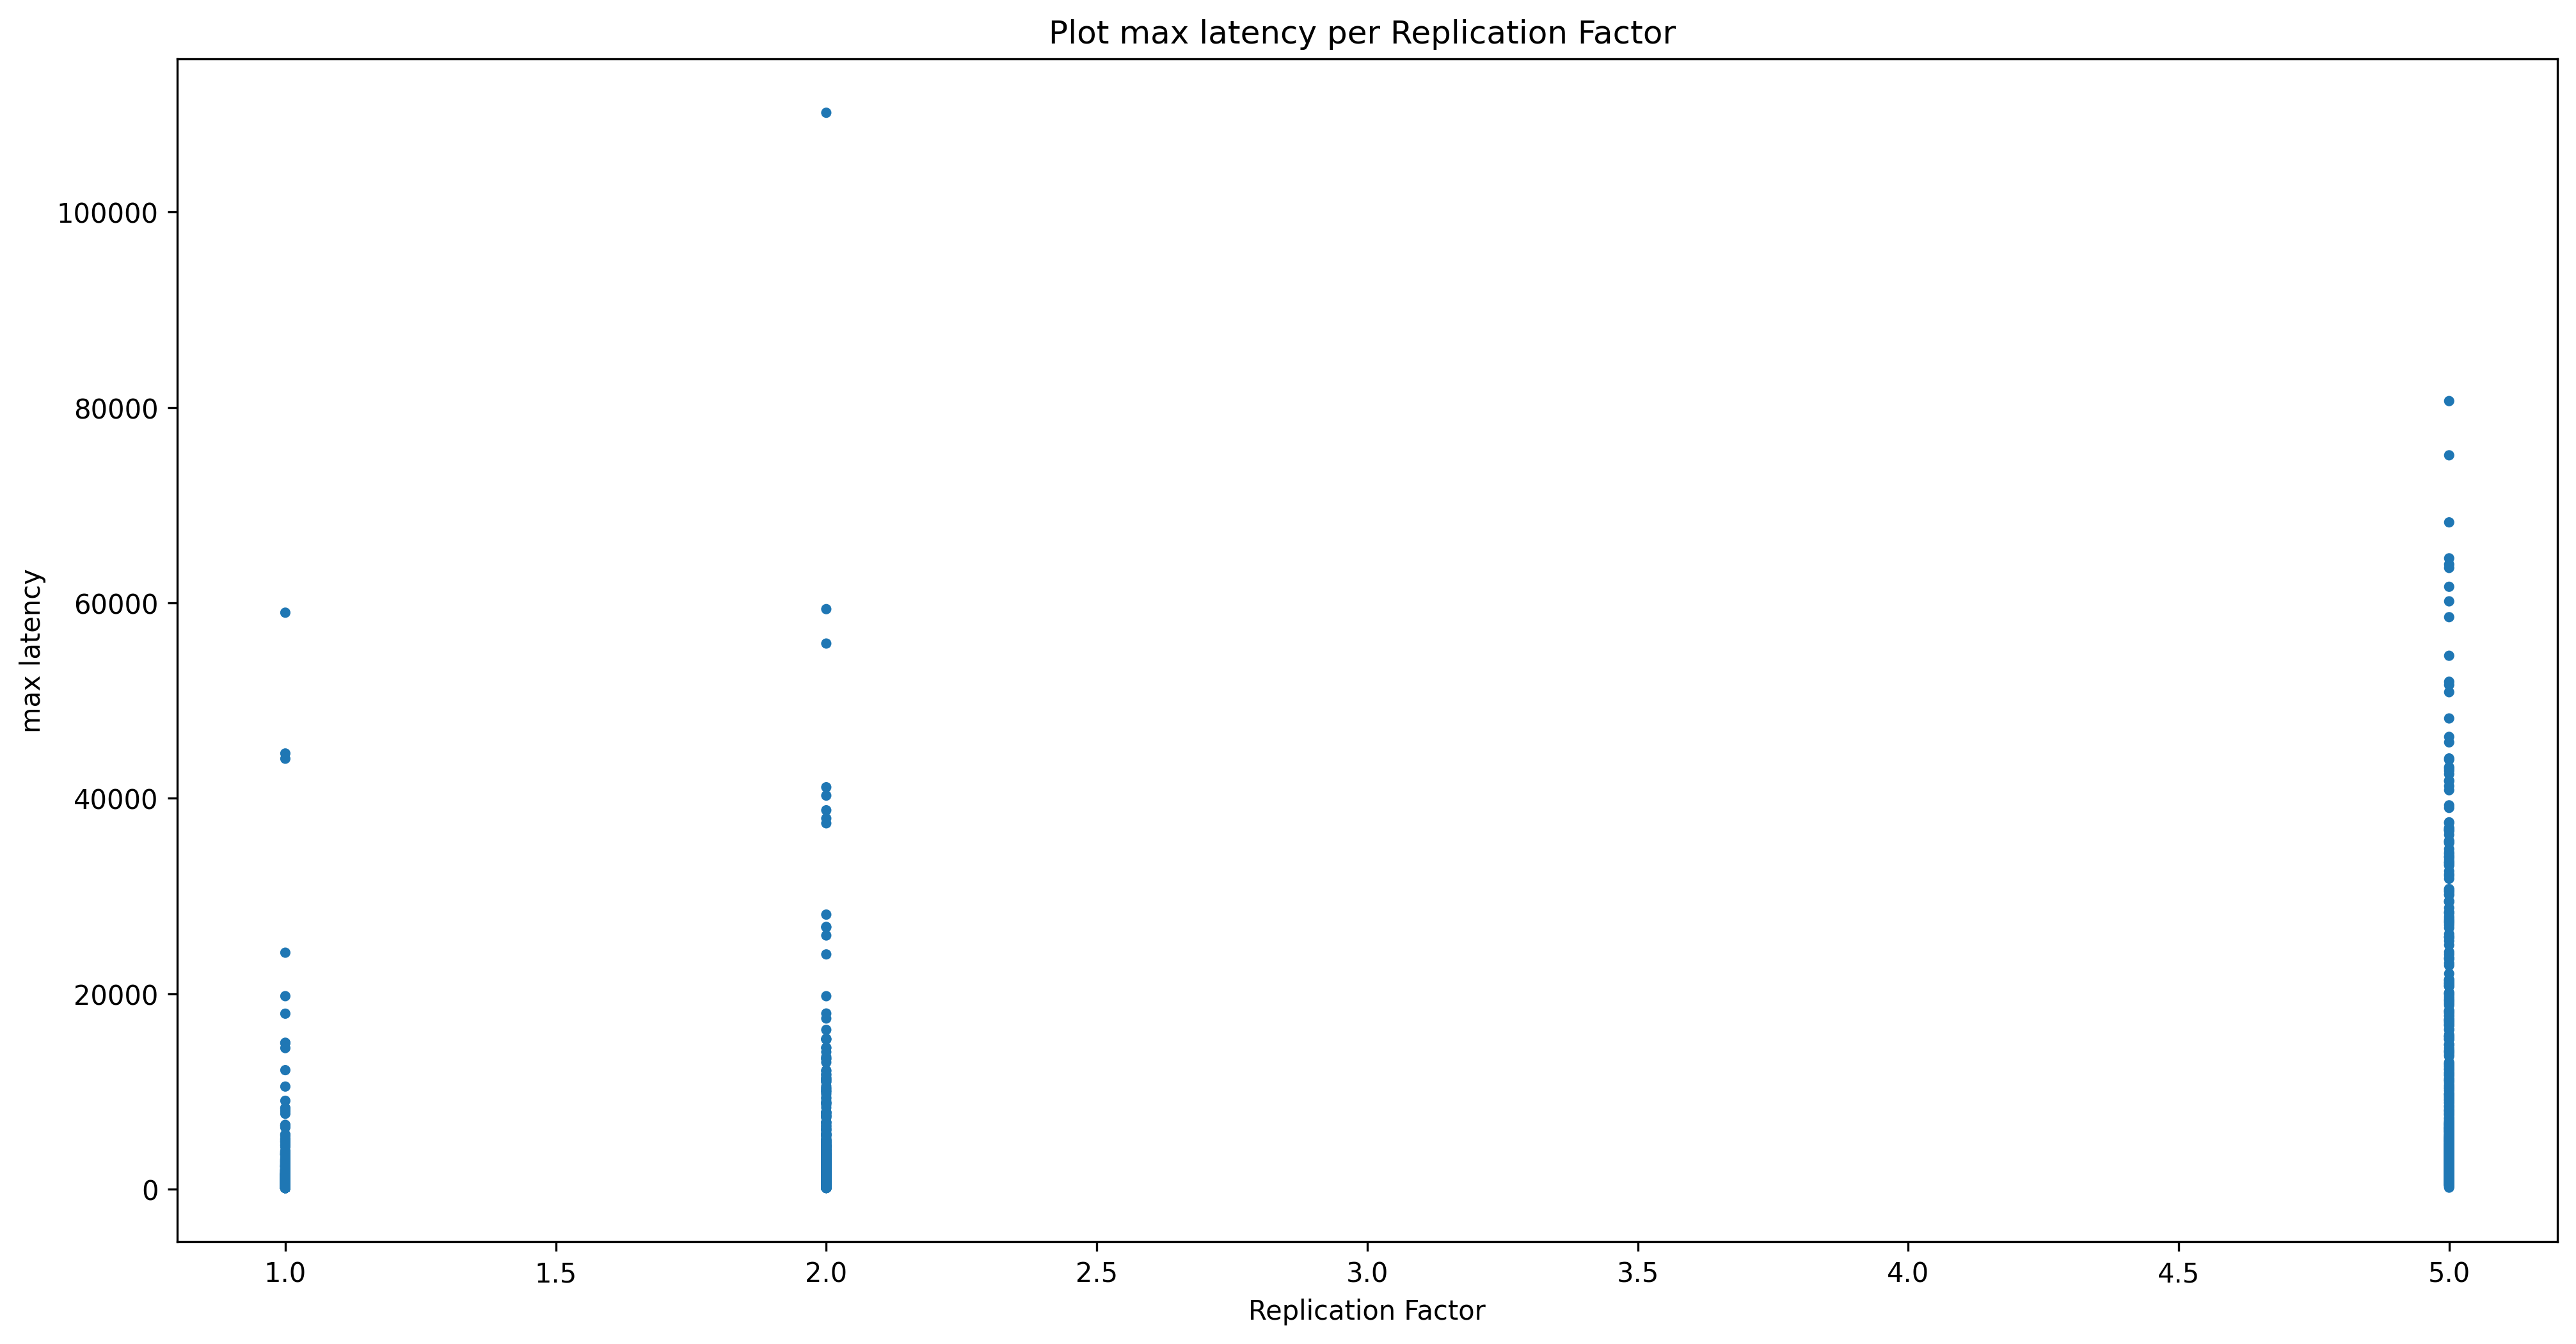 Plot max latency per Replication Factor
100000
80000
60000
40000
20000
0
max latency
1.0 1.5 2.0 2.5 3.0 3.5 4.0 4.5 5.0
Replication Factor